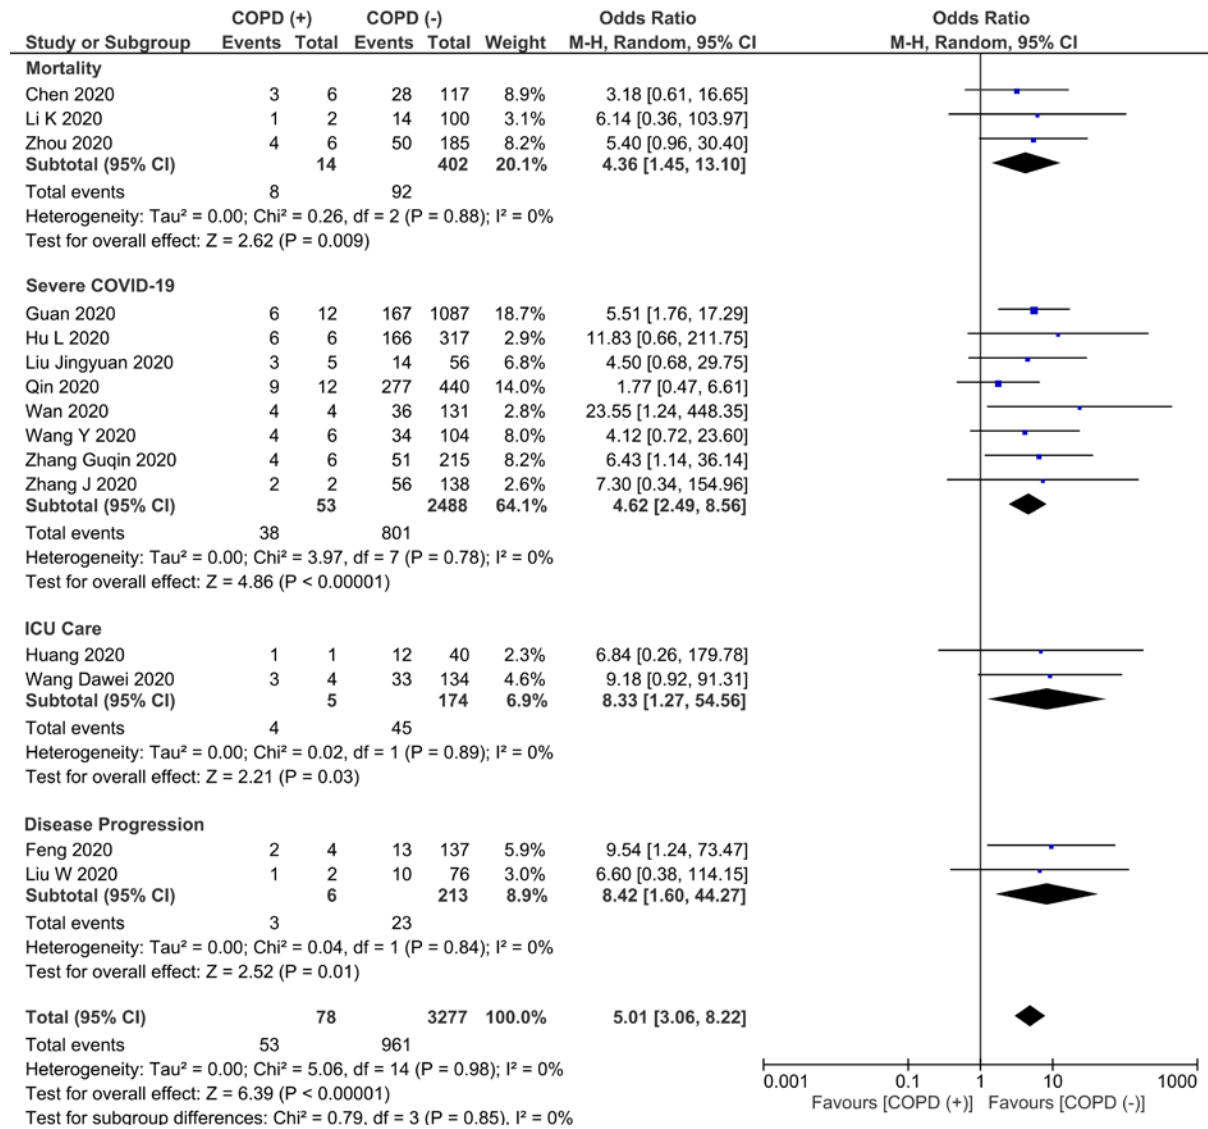 COPD (+) COPD (-) Odds Ratio Odds Ratio
Study or Subgroup Events Total Events Total Weight M-H, Random, 95% CI M-H, Random, 95% CI
Mortality
Chen 2020 3 6 28 117 8.9% 3.18 [0.61, 16.65]
Li K 2020 1 2 14 100 3.1% 6.14 [0.36, 103.97]
Zhou 2020 4 6 50 185 8.2% 5.40 [0.96, 30.40]
Subtotal (95% CI) 14 402 20.1% 4.36 [1.45, 13.10]
Total events 8 92
Heterogeneity: Tau² = 0.00; Chi² = 0.26, df = 2 (P = 0.88); I² = 0%
Test for overall effect: Z = 2.62 (P = 0.009)
Severe COVID-19
Guan 2020 6 12 167 1087 18.7% 5.51 [1.76, 17.29]
Hu L 2020 6 6 166 317 2.9% 11.83 [0.66, 211.75]
Liu Jingyuan 2020 3 5 14 56 6.8% 4.50 [0.68, 29.75]
Qin 2020 9 12 277 440 14.0% 1.77 [0.47, 6.61]
Wan 2020 4 4 36 131 2.8% 23.55 [1.24, 448.35]
Wang Y 2020 4 6 34 104 8.0% 4.12 [0.72, 23.60]
Zhang Guqin 2020 4 6 51 215 8.2% 6.43 [1.14, 36.14]
Zhang J 2020 2 2 56 138 2.6% 7.30 [0.34, 154.96]
Subtotal (95% CI) 53 2488 64.1% 4.62 [2.49, 8.56]
Total events 38 801
Heterogeneity: Tau² = 0.00; Chi² = 3.97, df = 7 (P = 0.78); I² = 0%
Test for overall effect: Z = 4.86 (P < 0.00001)
ICU Care
Huang 2020 1 1 12 40 2.3% 6.84 [0.26, 179.78]
Wang Dawei 2020 3 4 33 134 4.6% 9.18 [0.92, 91.31]
Subtotal (95% CI) 5 174 6.9% 8.33 [1.27, 54.56]
Total events 4 45
Heterogeneity: Tau² = 0.00; Chi² = 0.02, df = 1 (P = 0.89); I² = 0%
Test for overall effect: Z = 2.21 (P = 0.03)
Disease Progression
Feng 2020 2 4 13 137 5.9% 9.54 [1.24, 73.47]
Liu W 2020 1 2 10 76 3.0% 6.60 [0.38, 114.15]
Subtotal (95% CI) 6 213 8.9% 8.42 [1.60, 44.27]
Total events 3 23
Heterogeneity: Tau² = 0.00; Chi² = 0.04, df = 1 (P = 0.84); I² = 0%
Test for overall effect: Z = 2.52 (P = 0.01)
Total (95% CI) 78 3277 100.0% 5.01 [3.06, 8.22]
Total events 53 961
Heterogeneity: Tau² = 0.00; Chi² = 5.06, df = 14 (P = 0.98); I² = 0%
Test for overall effect: Z = 6.39 (P < 0.00001)
Test for subgroup differences: Chi² = 0.79, df = 3 (P = 0.85), I² = 0%
0.001 0.1 1 10 1000
Favours [COPD (+)] Favours [COPD (-)]